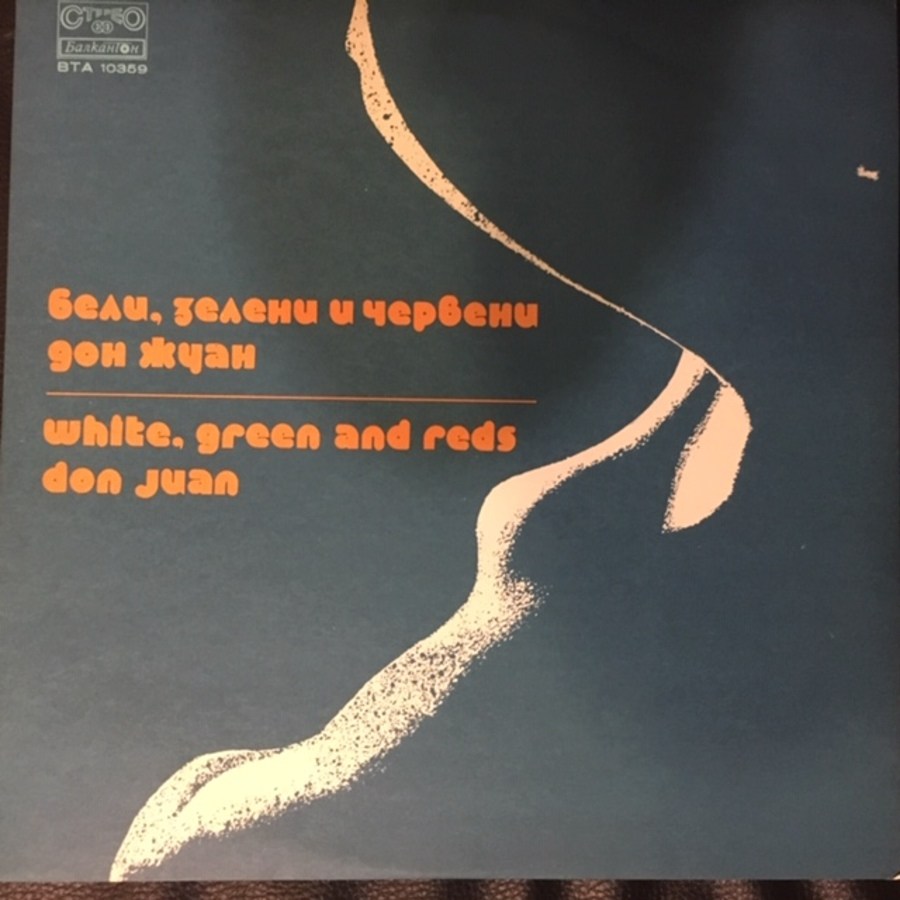 СТЕРЕО
Балкантон
ВТА 10359
бели, зелени и червени
дон жуан
white, green and reds
don juan